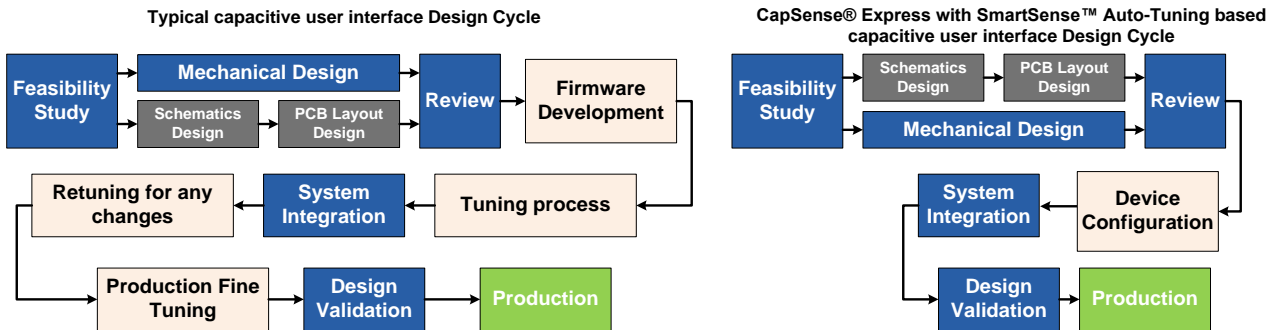 Typical capacitive user interface Design Cycle
Feasibility
Study
Mechanical Design
Schematics
Design
PCB Layout
Design
Review
Firmware
Development
Retuning for any
changes
System
Integration
Tuning process
Production Fine
Tuning
Design
Validation
Production
CapSense® Express with SmartSense™ Auto-Tuning based
capacitive user interface Design Cycle
Feasibility
Study
Schematics
Design
PCB Layout
Design
Mechanical Design
Review
System
Integration
Device
Configuration
Design
Validation
Production